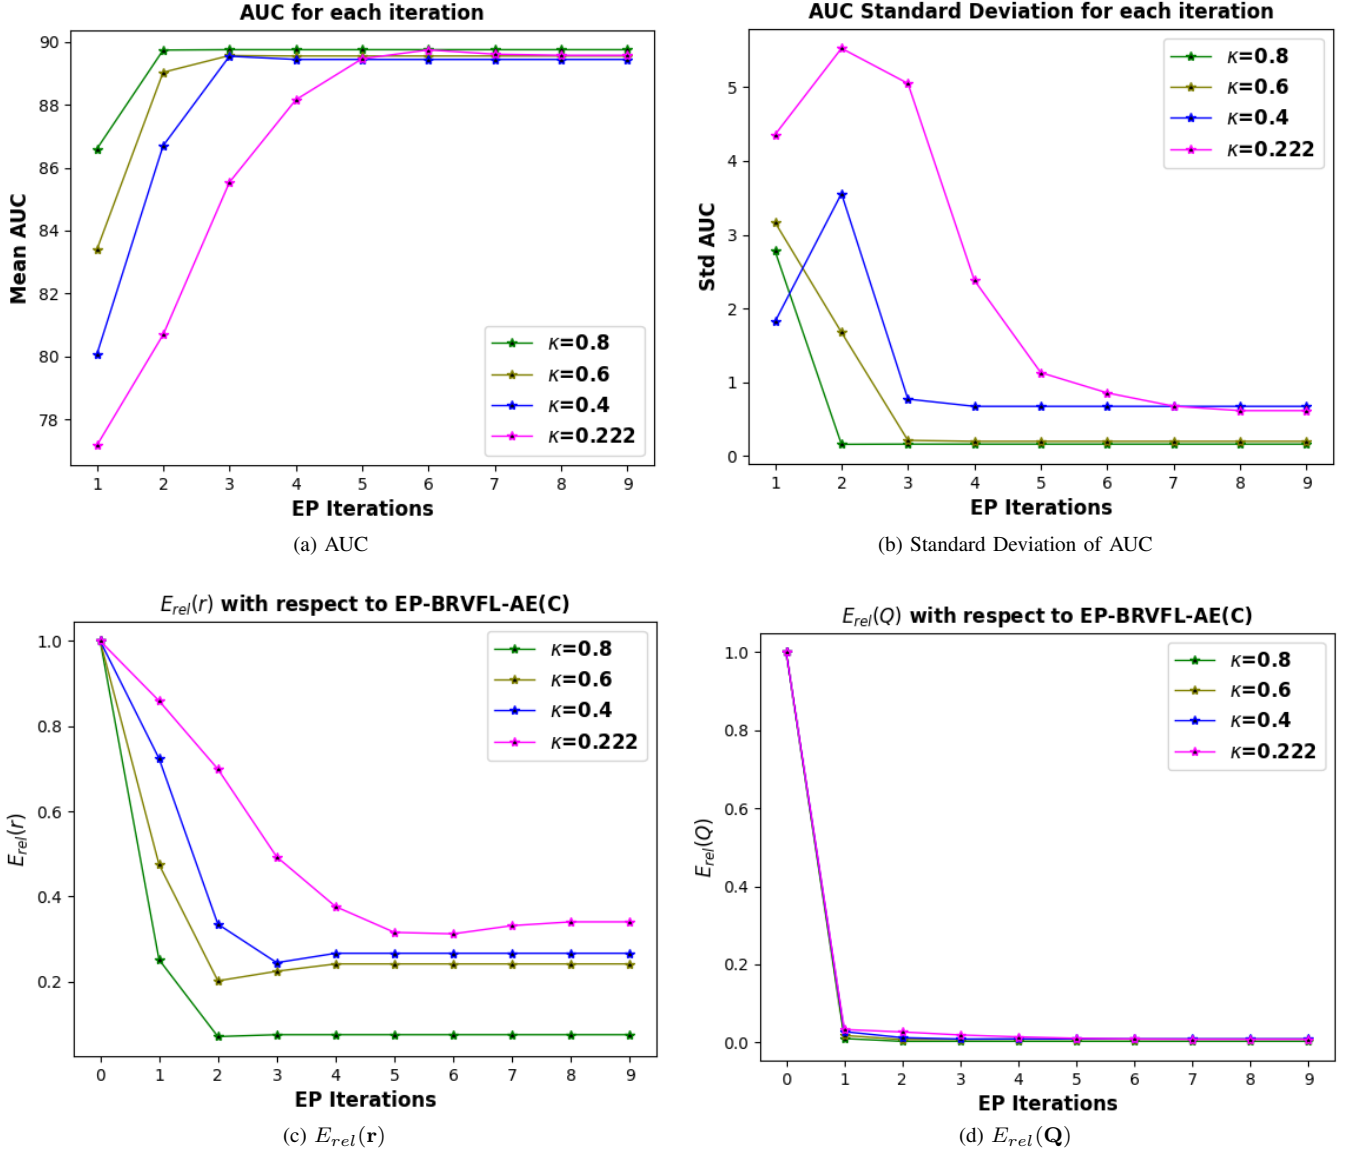 AUC for each iteration
Mean AUC
90
88
86
84
82
80
78
κ=0.8
κ=0.6
κ=0.4
κ=0.222
1 2 3 4 5 6 7 8 9
EP Iterations
(a) AUC
AUC Standard Deviation for each iteration
Std AUC
5
4
3
2
1
0
κ=0.8
κ=0.6
κ=0.4
κ=0.222
1 2 3 4 5 6 7 8 9
EP Iterations
(b) Standard Deviation of AUC
E_rel(r) with respect to EP-BRVFL-AE(C)
E_rel(r)
1.0
0.8
0.6
0.4
0.2
κ=0.8
κ=0.6
κ=0.4
κ=0.222
0 1 2 3 4 5 6 7 8 9
EP Iterations
(c) E_rel(r)
E_rel(Q) with respect to EP-BRVFL-AE(C)
E_rel(Q)
1.0
0.8
0.6
0.4
0.2
0.0
κ=0.8
κ=0.6
κ=0.4
κ=0.222
0 1 2 3 4 5 6 7 8 9
EP Iterations
(d) E_rel(Q)